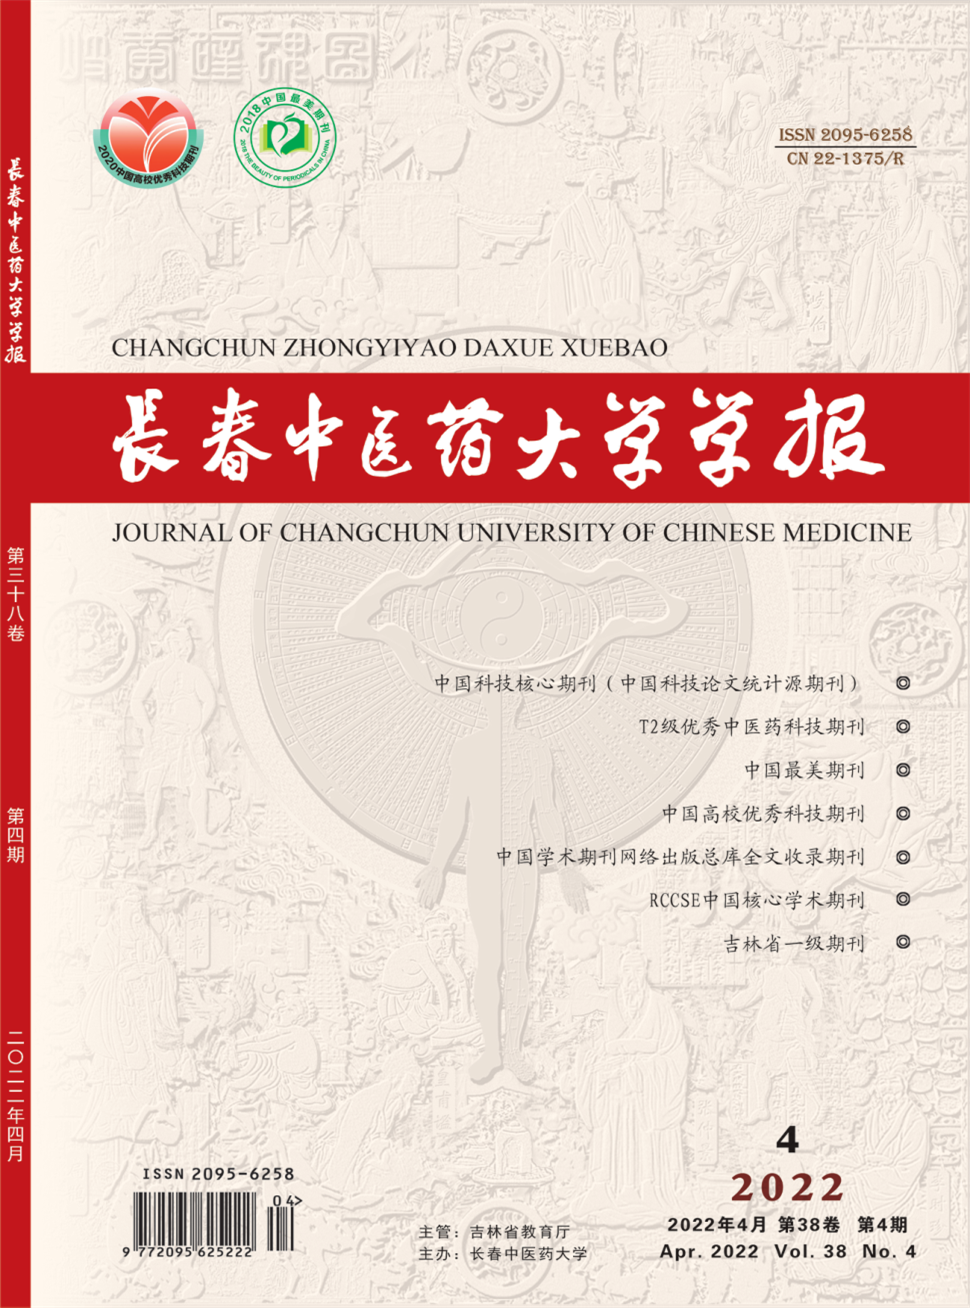 2020中国高校优秀科技期刊
2018中国最美期刊
2018 THE BEAUTY OF PERIODICALS IN CHINA
ISSN 2095-6258
CN 22-1375/R
长春中医药大学学报
第三十八卷
第四期
二〇二二年四月
CHANGCHUN ZHONGYIYAO DAXUE XUEBAO
长春中医药大学学报
JOURNAL OF CHANGCHUN UNIVERSITY OF CHINESE MEDICINE
中国科技核心期刊（中国科技论文统计源期刊）
T2级优秀中医药科技期刊
中国最美期刊
中国高校优秀科技期刊
中国学术期刊网络出版总库全文收录期刊
RCCSE中国核心学术期刊
吉林省一级期刊
4
2022
2022年4月 第38卷 第4期
Apr. 2022 Vol. 38 No. 4
ISSN 2095-6258
04>
9 772095 625222
主管：吉林省教育厅
主办：长春中医药大学